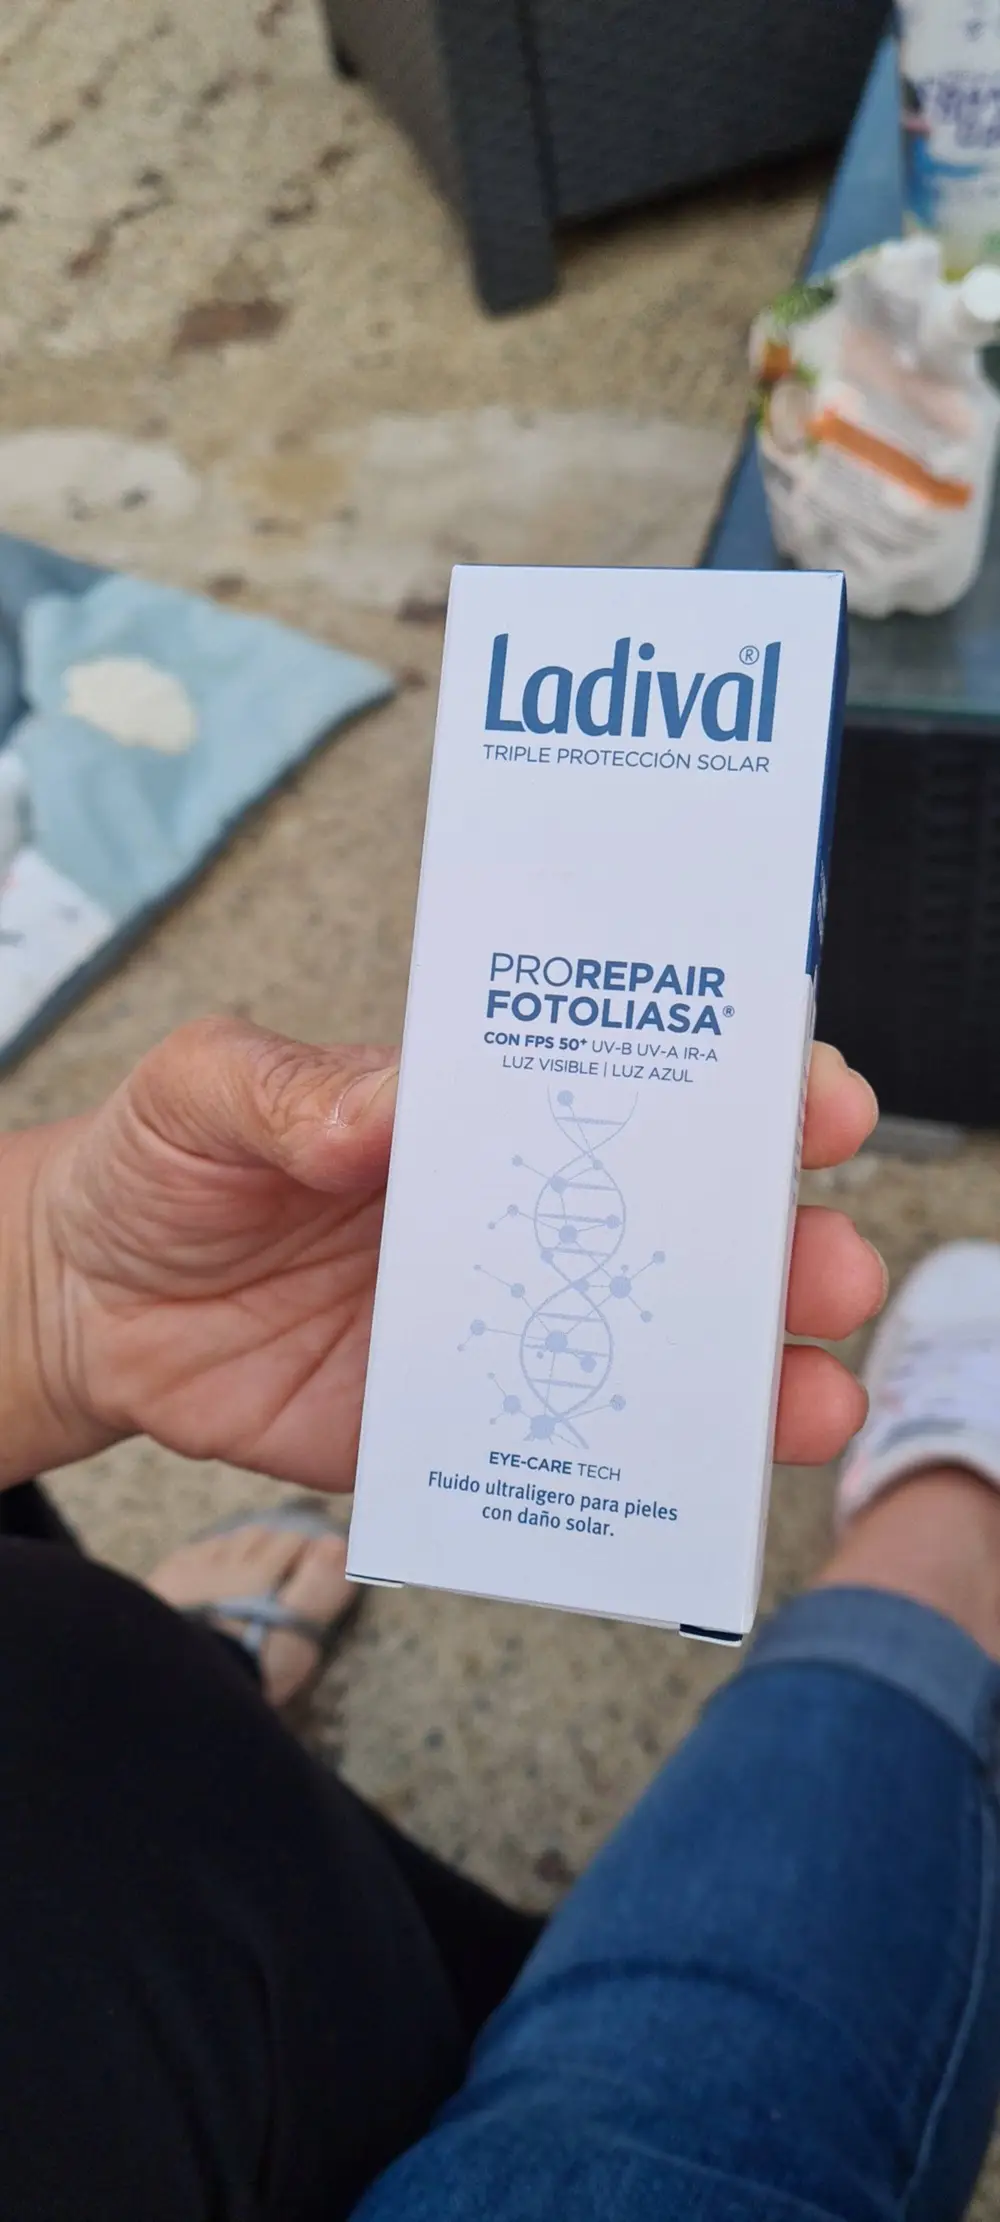 Ladival®
TRIPLE PROTECCIÓN SOLAR
PROREPAIR
FOTOLIASA®
CON FPS 50+ UV-B UV-A IR-A
LUZ VISIBLE | LUZ AZUL
EYE-CARE TECH
Fluido ultraligero para pieles
con daño solar.